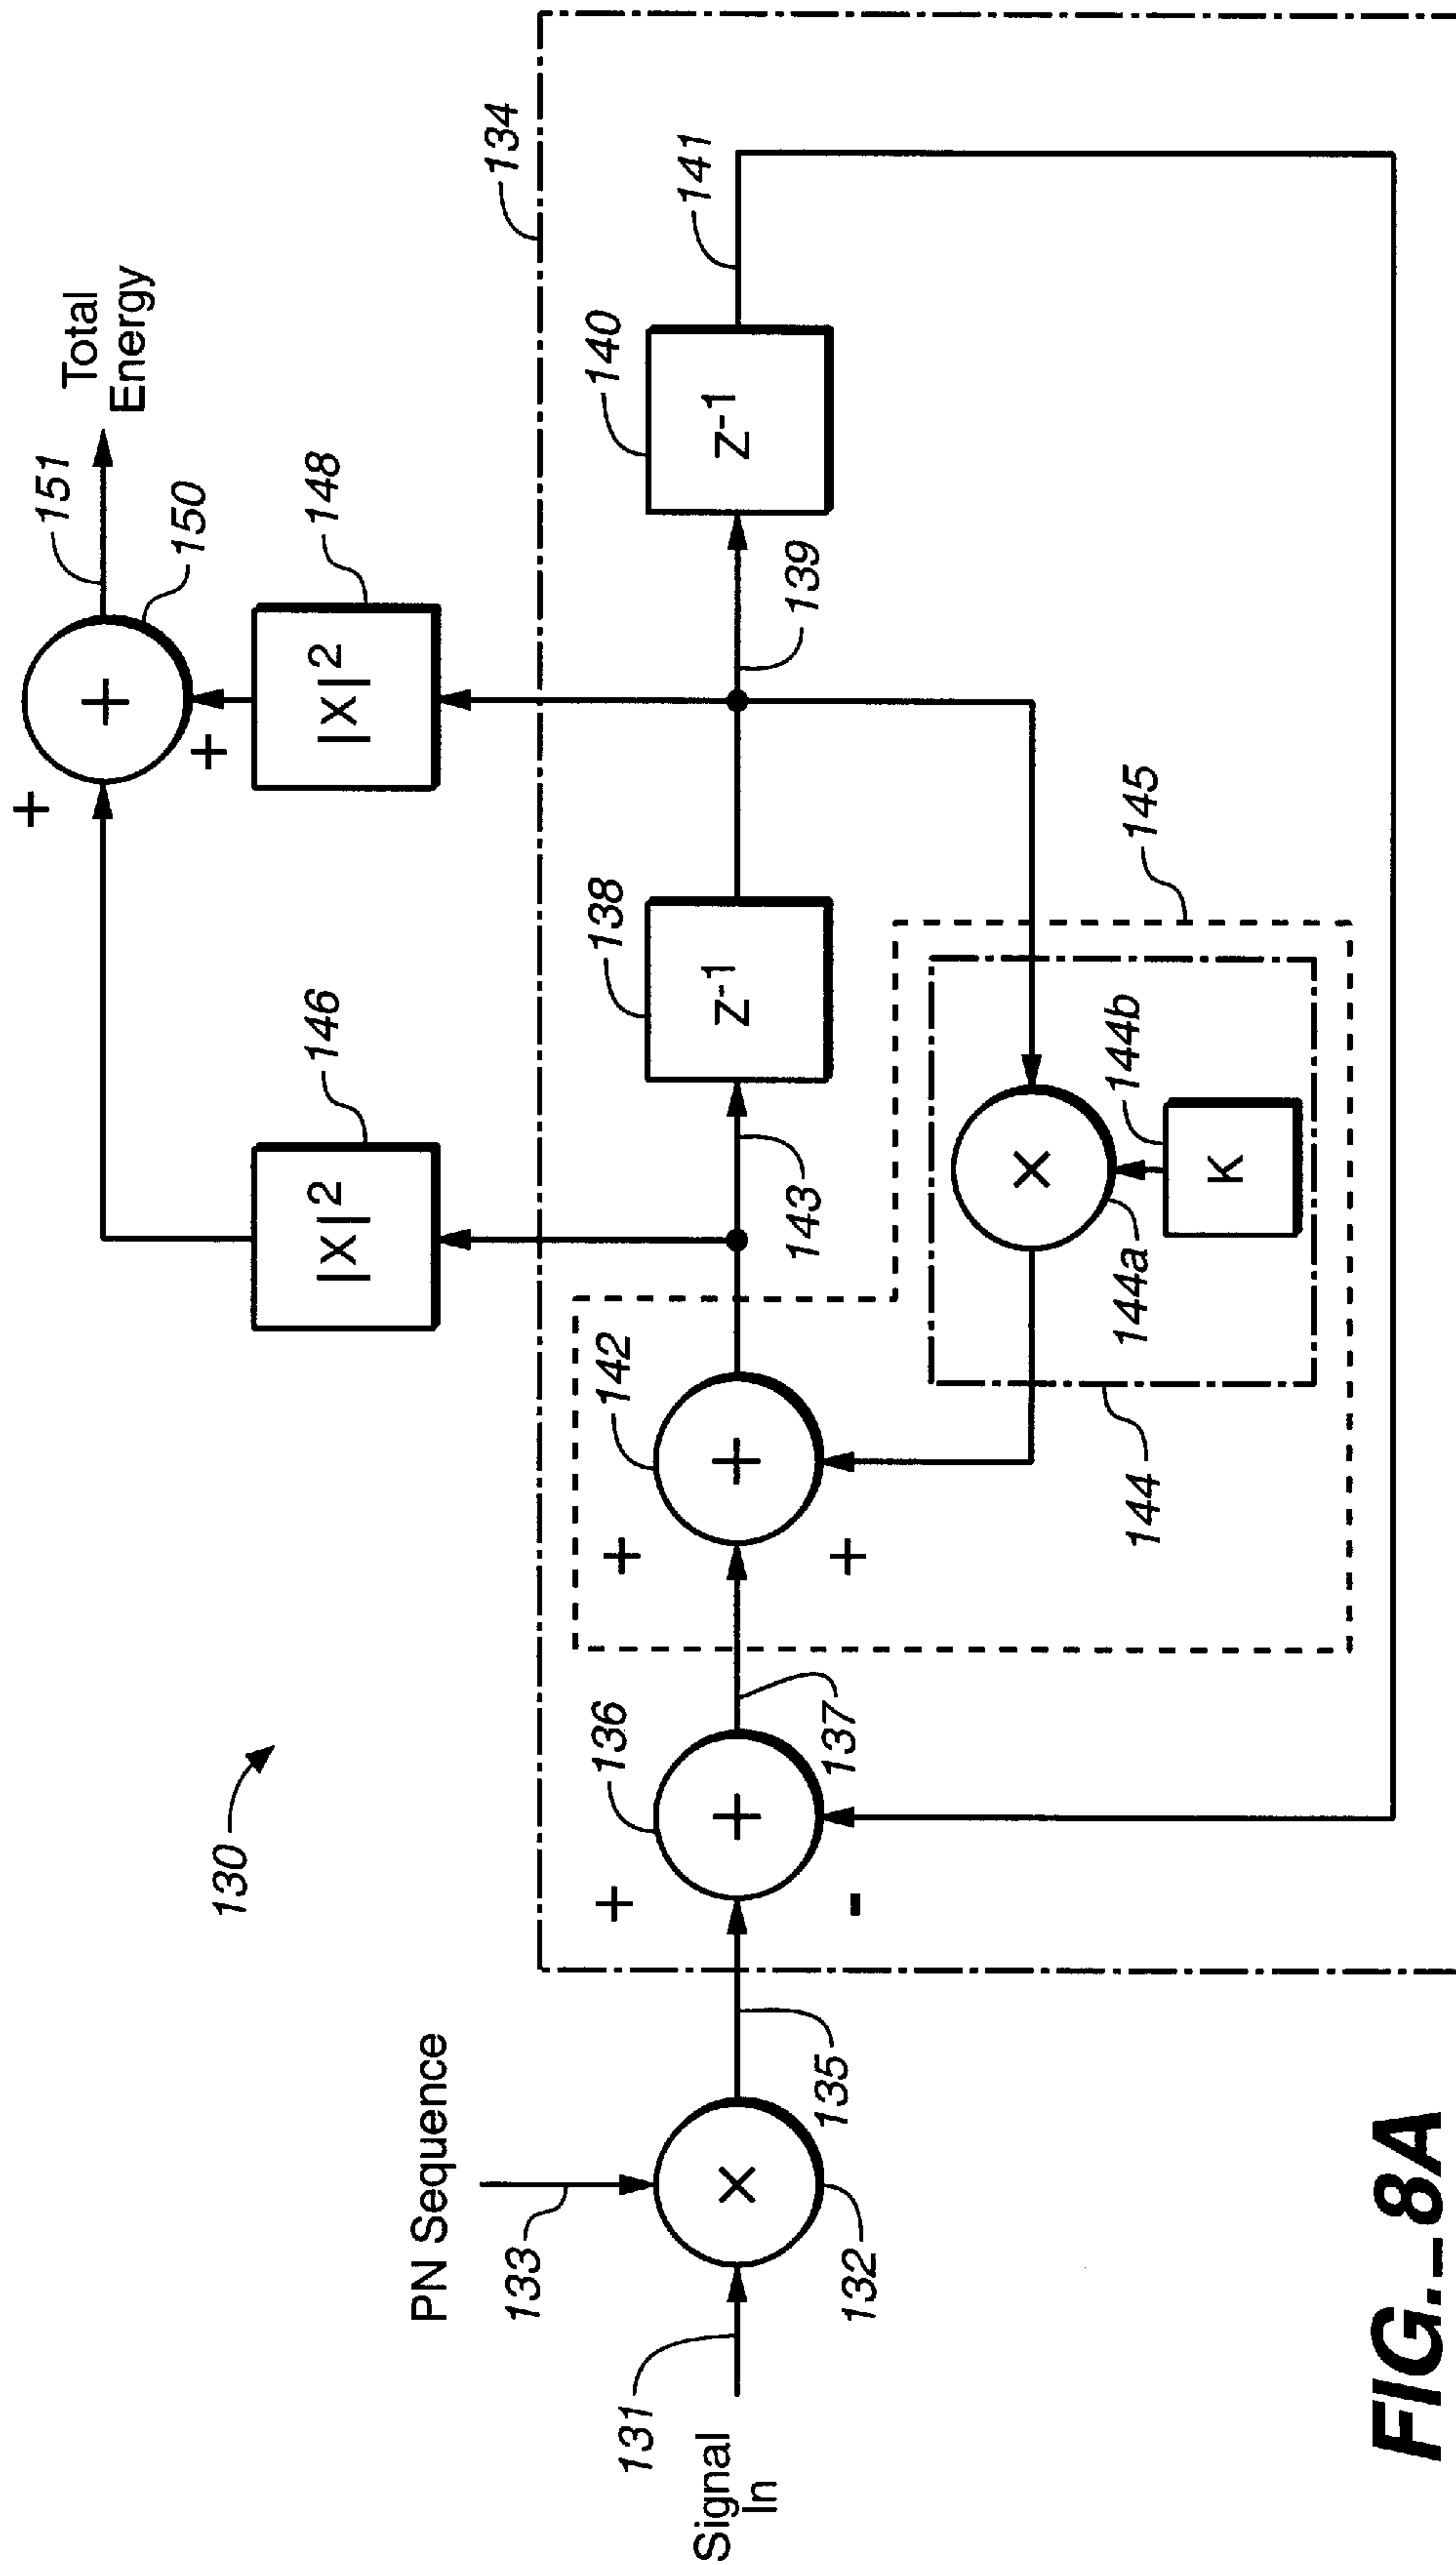 130
Total
Energy
151
150
146
148
|X|²
|X|²
+
+
+
134
PN Sequence
133
Signal
In
131
×
132
135
136
+
+
-
137
142
+
+
+
143
138
Z⁻¹
139
140
Z⁻¹
141
145
144
×
144a
144b
K
FIG._8A